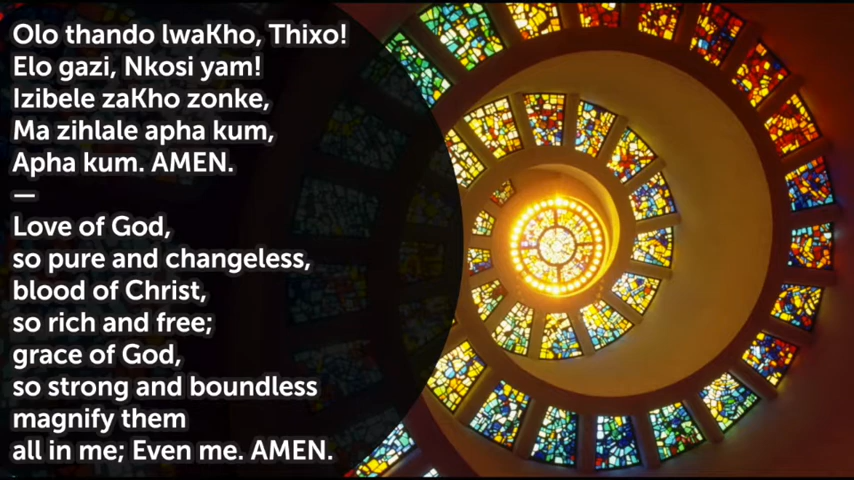 Olo thando lwaKho, Thixo!
Elo gazi, Nkosi yam!
Izibele zaKho zonke,
Ma zihlale apha kum,
Apha kum. AMEN.
—
Love of God,
so pure and changeless,
blood of Christ,
so rich and free;
grace of God,
so strong and boundless
magnify them
all in me; Even me. AMEN.